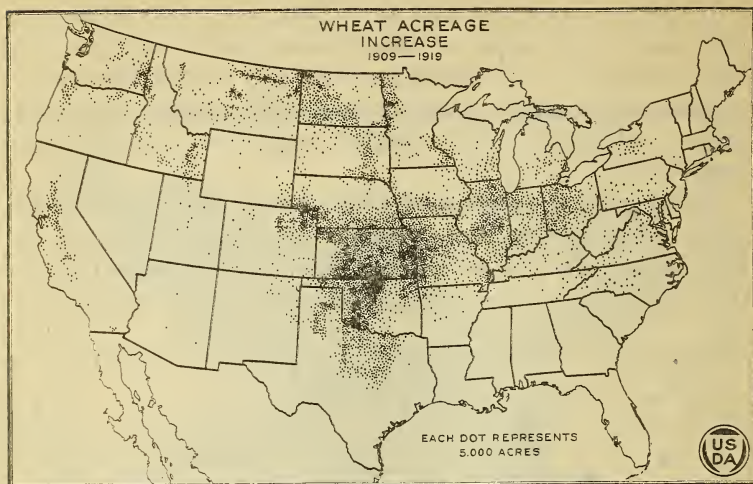 WHEAT ACREAGE
INCREASE
1909—1919
EACH DOT REPRESENTS
5.000 ACRES
US
DA